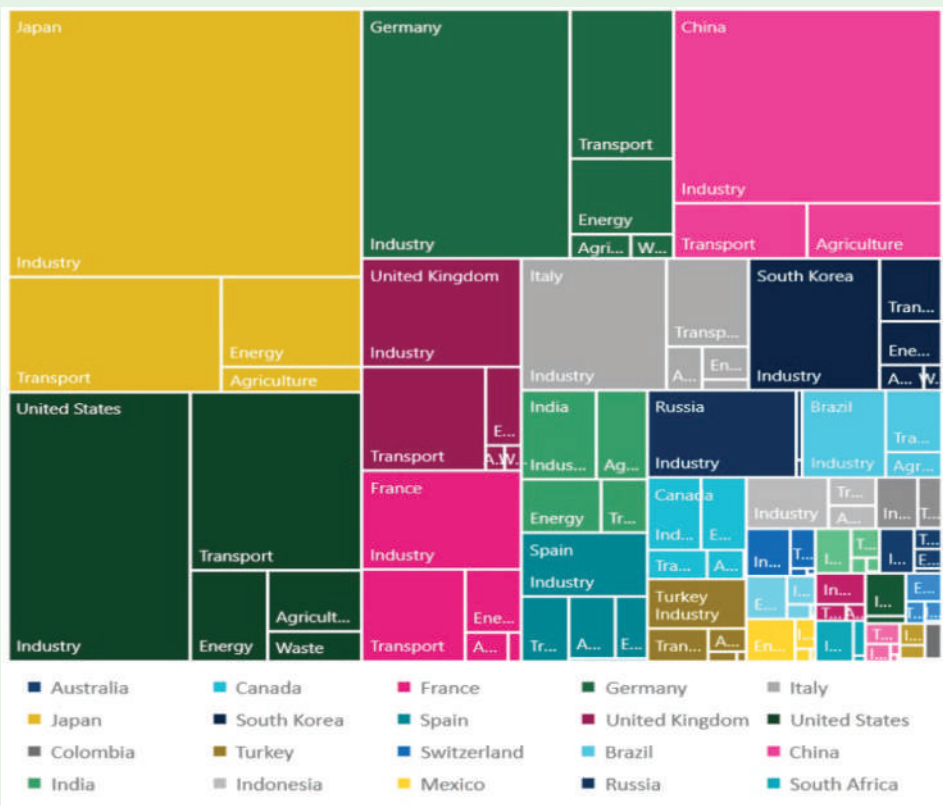 Japan
Industry
Transport
Energy
Agriculture
United States
Industry
Transport
Energy
Agricult...
Waste
Germany
Industry
Transport
Energy
Agri...
W...
China
Industry
Transport
Agriculture
United Kingdom
Industry
Transport
E...
A...
W...
France
Industry
Transport
Ene...
A...
Italy
Industry
Transp...
A...
En...
South Korea
Industry
Tran...
Ene...
A...
W...
India
Indus...
Ag...
Energy
Tr...
Spain
Industry
Tr...
A...
E...
Russia
Industry
Brazil
Industry
Tra...
Agr...
Canada
Ind...
E...
Tra...
A...
Turkey
Industry
Tran...
A...
Industry
Tr...
A...
In...
T...
In...
T...
I...
T...
I...
T...
E...
E...
I...
In...
T...
A...
I...
E...
T...
En...
I...
I...
T...
I...
I...
Australia Canada France Germany Italy
Japan South Korea Spain United Kingdom United States
Colombia Turkey Switzerland Brazil China
India Indonesia Mexico Russia South Africa